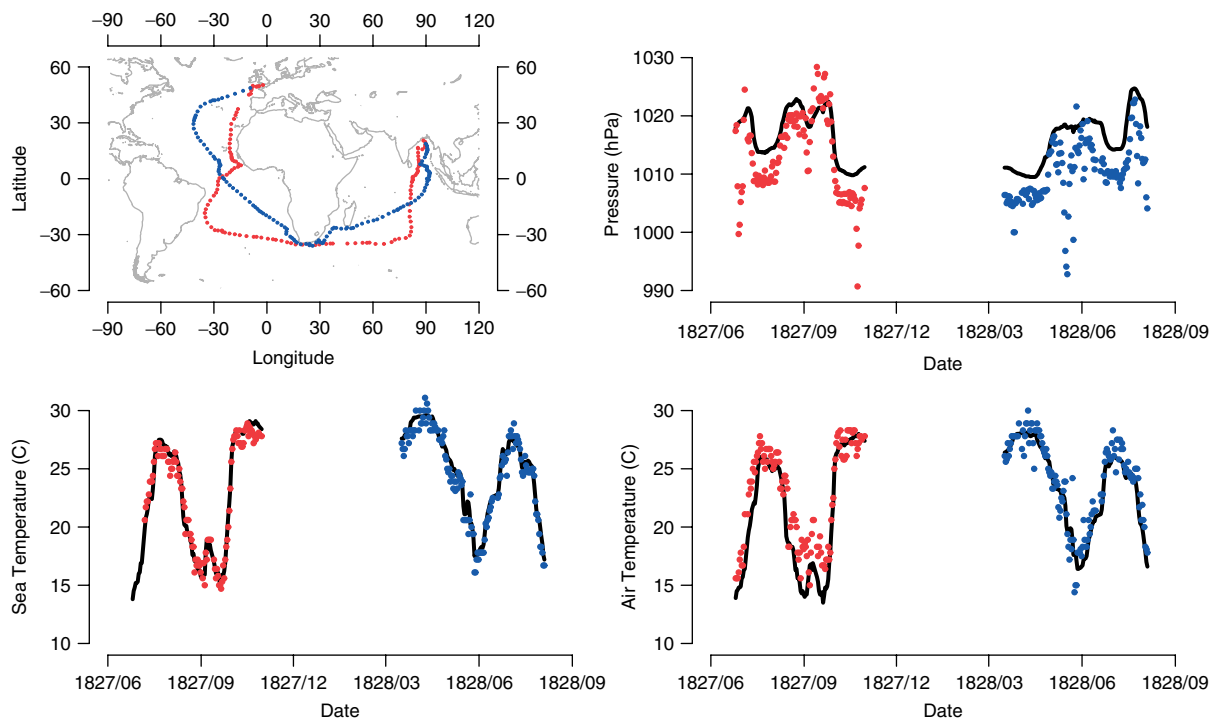 −90 −60 −30 0 30 60 90 120
60 30 0 −30 −60
Latitude
60 30 0 −30 −60
−90 −60 −30 0 30 60 90 120
Longitude
1030 1020 1010 1000 990
Pressure (hPa)
1827/06 1827/09 1827/12 1828/03 1828/06 1828/09
Date
30 25 20 15 10
Sea Temperature (C)
1827/06 1827/09 1827/12 1828/03 1828/06 1828/09
Date
30 25 20 15 10
Air Temperature (C)
1827/06 1827/09 1827/12 1828/03 1828/06 1828/09
Date